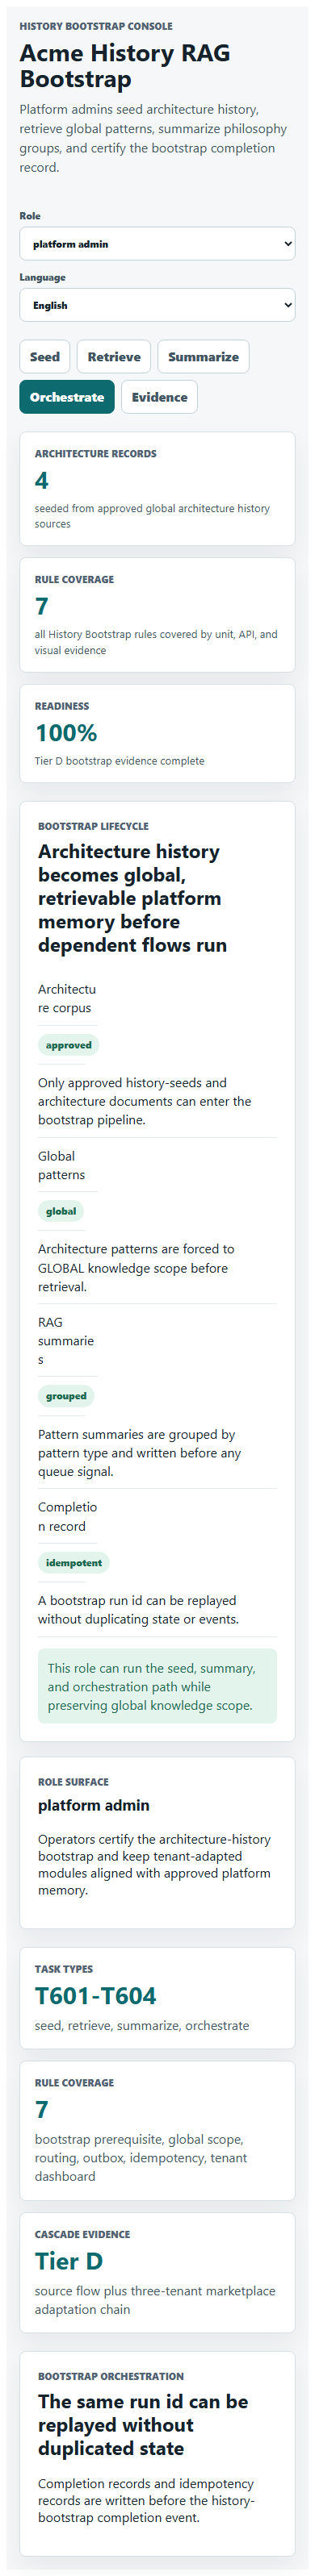 HISTORY BOOTSTRAP CONSOLE
Acme History RAG
Bootstrap
Platform admins seed architecture history,
retrieve global patterns, summarize philosophy
groups, and certify the bootstrap completion
record.
Role
platform admin
Language
English
Seed
Retrieve
Summarize
Orchestrate
Evidence
ARCHITECTURE RECORDS
4
seeded from approved global architecture history
sources
RULE COVERAGE
7
all History Bootstrap rules covered by unit, API, and
visual evidence
READINESS
100%
Tier D bootstrap evidence complete
BOOTSTRAP LIFECYCLE
Architecture history
becomes global,
retrievable platform
memory before
dependent flows run
Architectu
re corpus
approved
Only approved history-seeds and
architecture documents can enter the
bootstrap pipeline.
Global
patterns
global
Architecture patterns are forced to
GLOBAL knowledge scope before
retrieval.
RAG
summarie
s
grouped
Pattern summaries are grouped by
pattern type and written before any
queue signal.
Completio
n record
idempotent
A bootstrap run id can be replayed
without duplicating state or events.
This role can run the seed, summary,
and orchestration path while
preserving global knowledge scope.
ROLE SURFACE
platform admin
Operators certify the architecture-history
bootstrap and keep tenant-adapted
modules aligned with approved platform
memory.
TASK TYPES
T601-T604
seed, retrieve, summarize, orchestrate
RULE COVERAGE
7
bootstrap prerequisite, global scope,
routing, outbox, idempotency, tenant
dashboard
CASCADE EVIDENCE
Tier D
source flow plus three-tenant marketplace
adaptation chain
BOOTSTRAP ORCHESTRATION
The same run id can be
replayed without
duplicated state
Completion records and idempotency
records are written before the history-
bootstrap completion event.